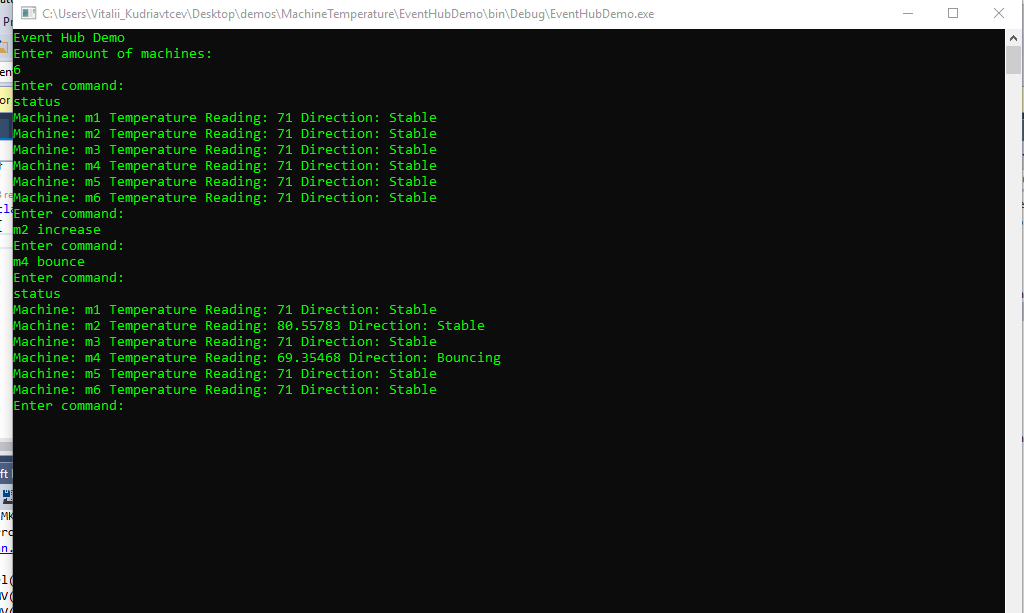 C:\Users\Vitalii_Kudriavtcev\Desktop\demos\MachineTemperature\EventHubDemo\bin\Debug\EventHubDemo.exe
Event Hub Demo
Enter amount of machines:
6
Enter command:
status
Machine: m1 Temperature Reading: 71 Direction: Stable
Machine: m2 Temperature Reading: 71 Direction: Stable
Machine: m3 Temperature Reading: 71 Direction: Stable
Machine: m4 Temperature Reading: 71 Direction: Stable
Machine: m5 Temperature Reading: 71 Direction: Stable
Machine: m6 Temperature Reading: 71 Direction: Stable
Enter command:
m2 increase
Enter command:
m4 bounce
Enter command:
status
Machine: m1 Temperature Reading: 71 Direction: Stable
Machine: m2 Temperature Reading: 80.55783 Direction: Stable
Machine: m3 Temperature Reading: 71 Direction: Stable
Machine: m4 Temperature Reading: 69.35468 Direction: Bouncing
Machine: m5 Temperature Reading: 71 Direction: Stable
Machine: m6 Temperature Reading: 71 Direction: Stable
Enter command: